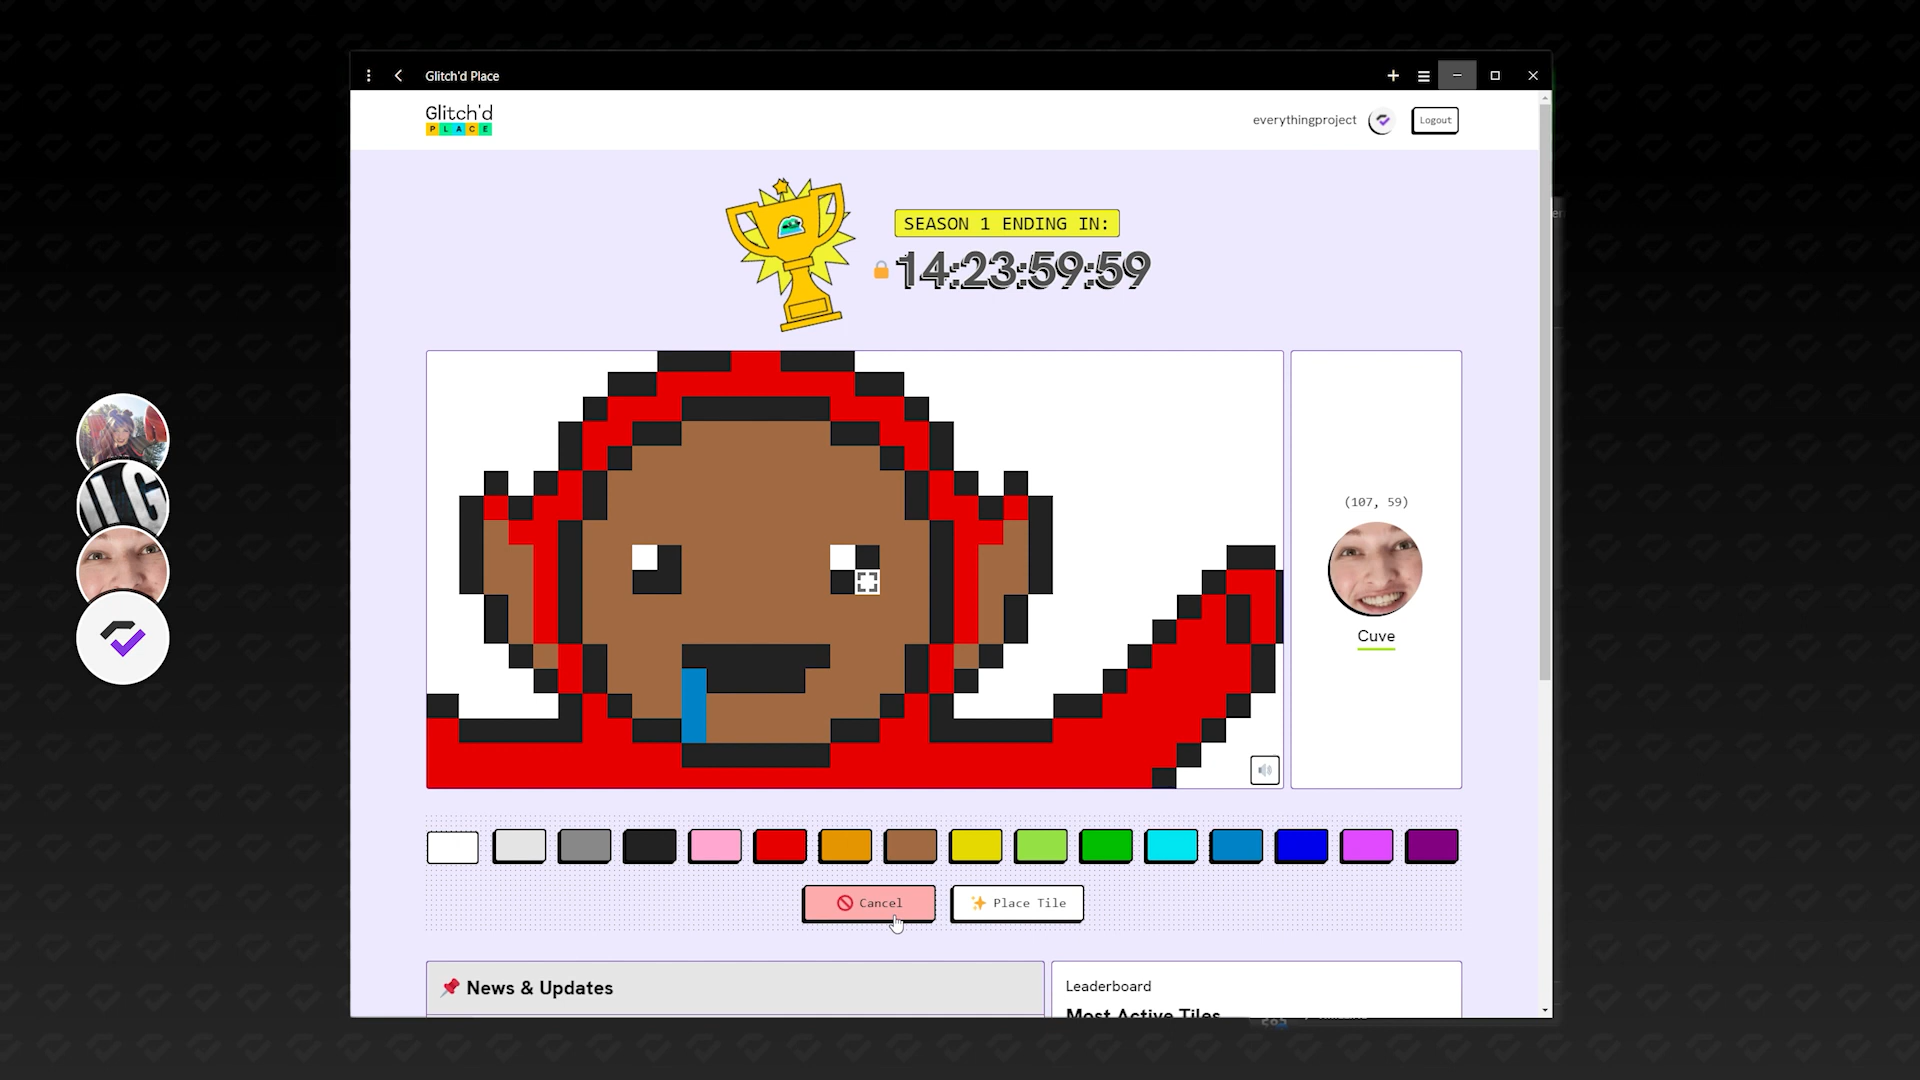 Glitch'd Place
Glitch'd
PLACE
everythingproject
Logout
SEASON 1 ENDING IN:
14:23:59:59
(107, 59)
Cuve
Cancel
Place Tile
News & Updates
Leaderboard
Most Active Tiles